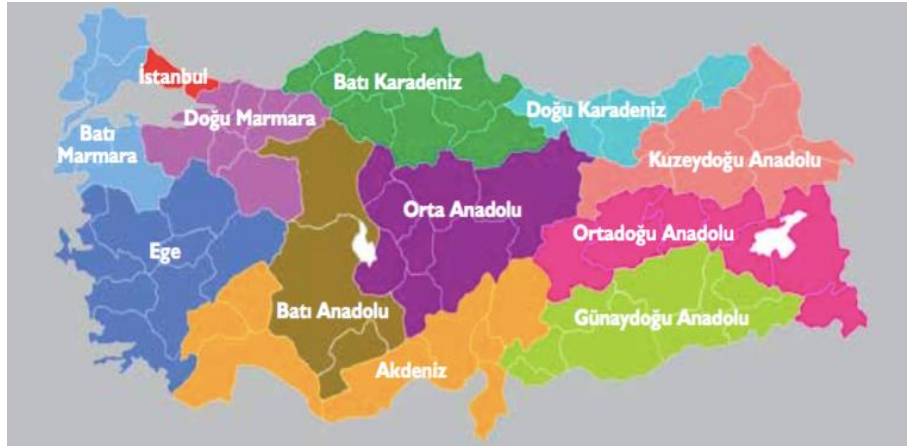 İstanbul
Batı Karadeniz
Doğu Karadeniz
Doğu Marmara
Batı
Marmara
Kuzeydoğu Anadolu
Orta Anadolu
Ortadoğu Anadolu
Ege
Batı Anadolu
Günaydoğu Anadolu
Akdeniz